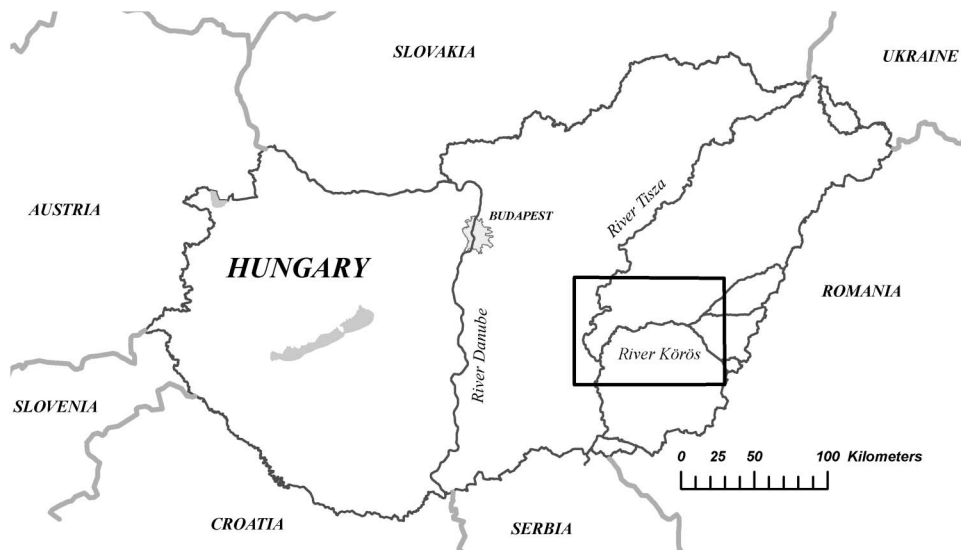 SLOVAKIA
UKRAINE
AUSTRIA
River Tisza
BUDAPEST
HUNGARY
ROMANIA
River Danube
River Körös
SLOVENIA
0 25 50 100 Kilometers
CROATIA
SERBIA